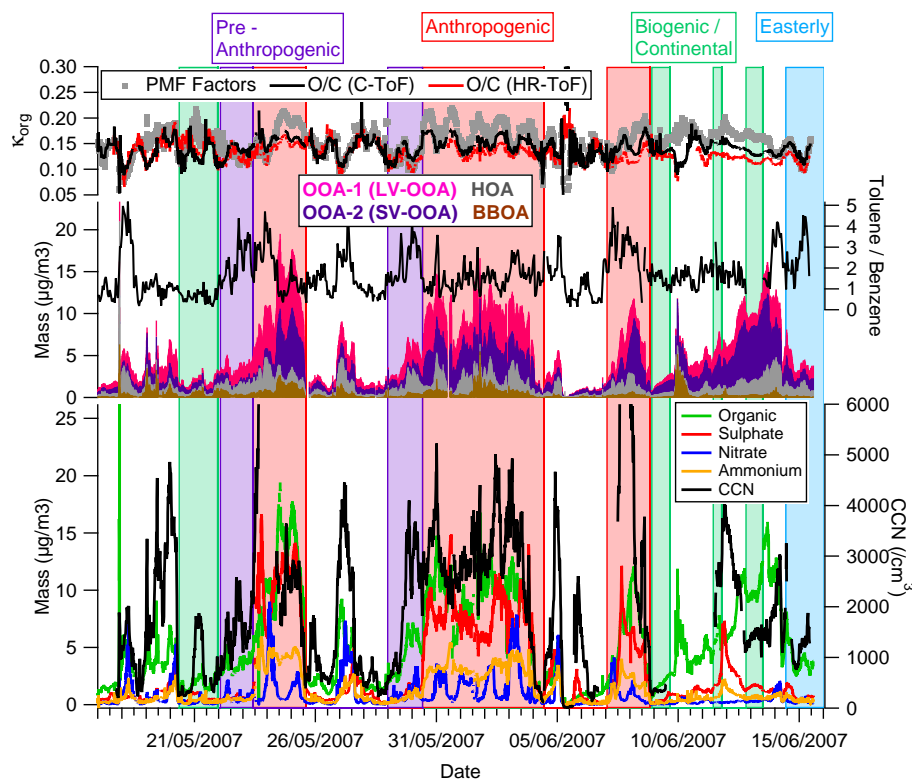 Pre -
Anthropogenic
Anthropogenic
Biogenic /
Continental
Easterly
0.30
0.25
0.20
0.15
0.10
0.05
κorg
PMF Factors
O/C (C-ToF)
O/C (HR-ToF)
OOA-1 (LV-OOA)
HOA
OOA-2 (SV-OOA)
BBOA
20
15
10
5
0
Mass (µg/m3)
5
4
3
2
1
0
Toluene / Benzene
25
20
15
10
5
0
Mass (µg/m3)
Organic
Sulphate
Nitrate
Ammonium
CCN
6000
5000
4000
3000
2000
1000
0
CCN (/cm3)
21/05/2007
26/05/2007
31/05/2007
05/06/2007
10/06/2007
15/06/2007
Date